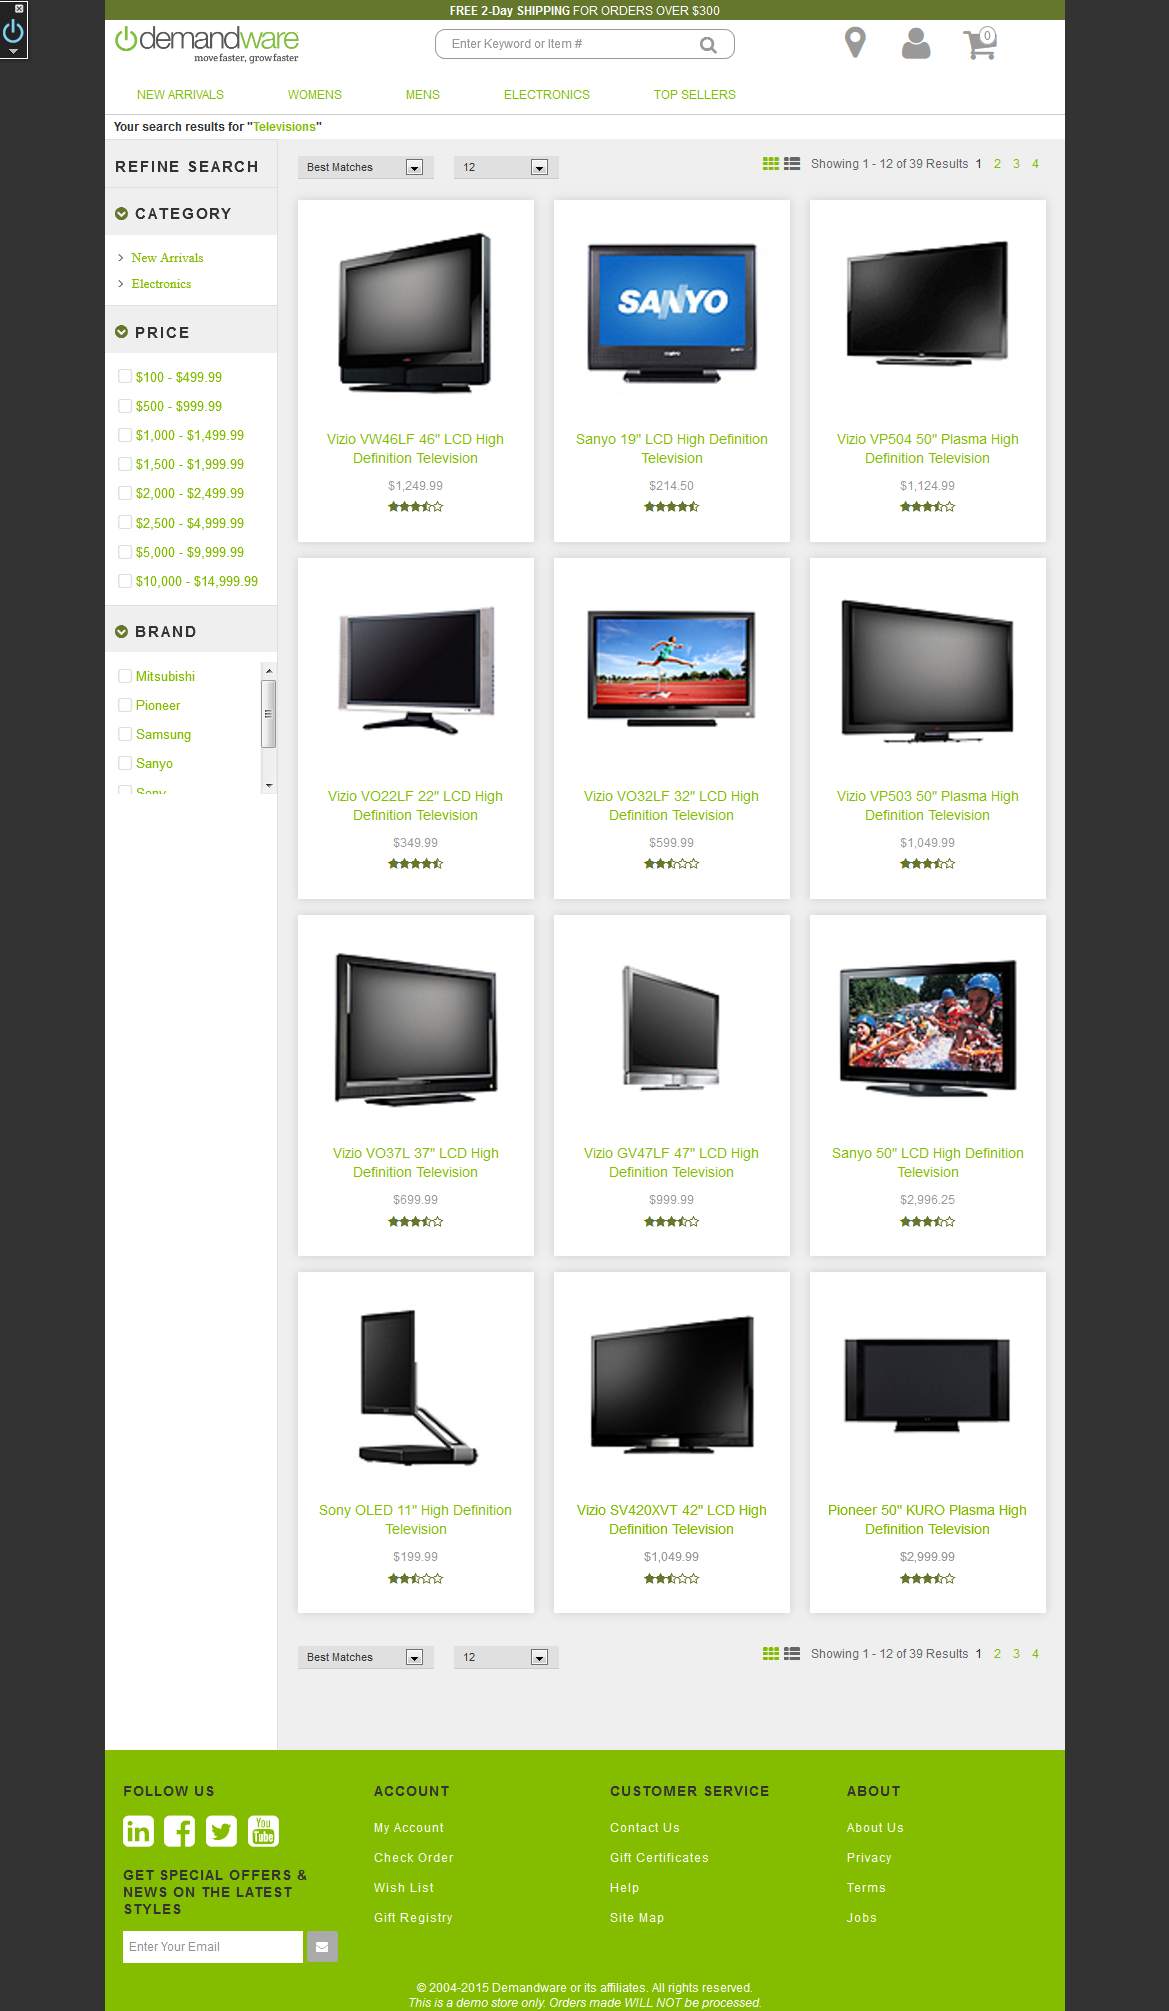 FREE 2-Day SHIPPING FOR ORDERS OVER $300
demandware
move faster, grow faster
Enter Keyword or Item #
0
NEW ARRIVALS WOMENS MENS ELECTRONICS TOP SELLERS
Your search results for "Televisions"
REFINE SEARCH
CATEGORY
New Arrivals
Electronics
PRICE
$100 - $499.99
$500 - $999.99
$1,000 - $1,499.99
$1,500 - $1,999.99
$2,000 - $2,499.99
$2,500 - $4,999.99
$5,000 - $9,999.99
$10,000 - $14,999.99
BRAND
Mitsubishi
Pioneer
Samsung
Sanyo
Sony
Best Matches 12 Showing 1 - 12 of 39 Results 1 2 3 4
Vizio VW46LF 46" LCD High
Definition Television
$1,249.99
SANYO
Sanyo 19" LCD High Definition
Television
$214.50
Vizio VP504 50" Plasma High
Definition Television
$1,124.99
Vizio VO22LF 22" LCD High
Definition Television
$349.99
Vizio VO32LF 32" LCD High
Definition Television
$599.99
Vizio VP503 50" Plasma High
Definition Television
$1,049.99
Vizio VO37L 37" LCD High
Definition Television
$699.99
Vizio GV47LF 47" LCD High
Definition Television
$999.99
Sanyo 50" LCD High Definition
Television
$2,996.25
Sony OLED 11" High Definition
Television
$199.99
Vizio SV420XVT 42" LCD High
Definition Television
$1,049.99
Pioneer 50" KURO Plasma High
Definition Television
$2,999.99
Best Matches 12 Showing 1 - 12 of 39 Results 1 2 3 4
FOLLOW US
in f You Tube
GET SPECIAL OFFERS &
NEWS ON THE LATEST
STYLES
Enter Your Email
ACCOUNT
My Account
Check Order
Wish List
Gift Registry
CUSTOMER SERVICE
Contact Us
Gift Certificates
Help
Site Map
ABOUT
About Us
Privacy
Terms
Jobs
© 2004-2015 Demandware or its affiliates. All rights reserved.
This is a demo store only. Orders made WILL NOT be processed.